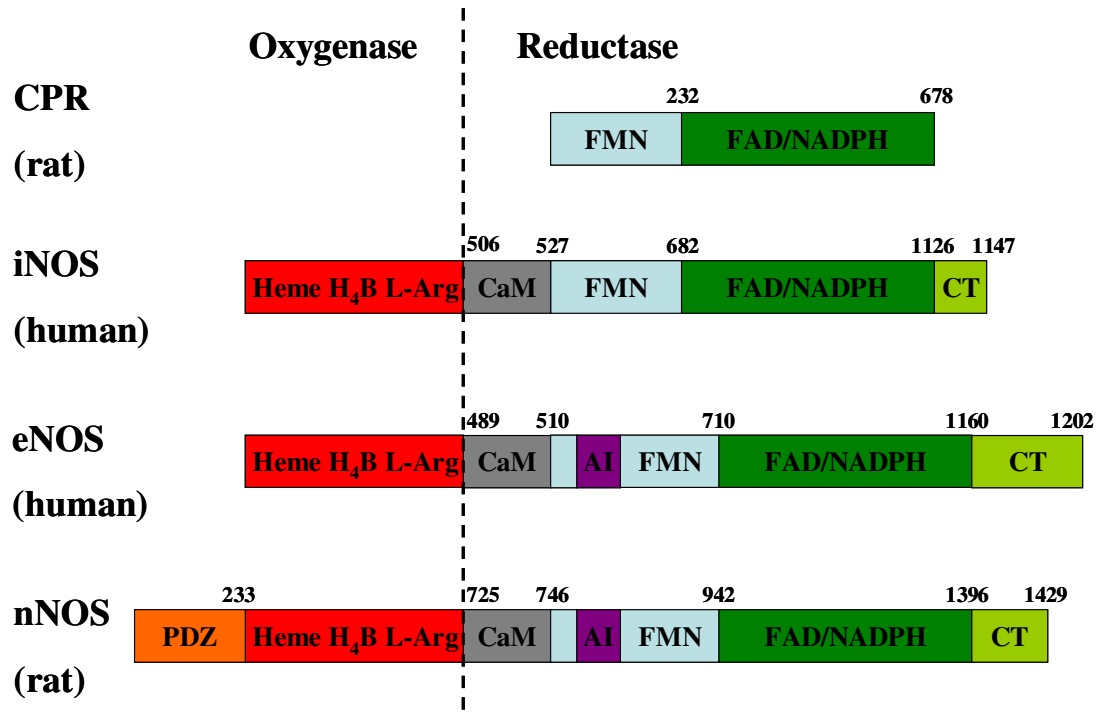 Oxygenase Reductase
CPR
(rat)
232 678
FMN FAD/NADPH
iNOS
(human)
506 527 682 1126 1147
Heme H₄B L-Arg CaM FMN FAD/NADPH CT
eNOS
(human)
489 510 710 1160 1202
Heme H₄B L-Arg CaM AI FMN FAD/NADPH CT
nNOS
(rat)
233 725 746 942 1396 1429
PDZ Heme H₄B L-Arg CaM AI FMN FAD/NADPH CT